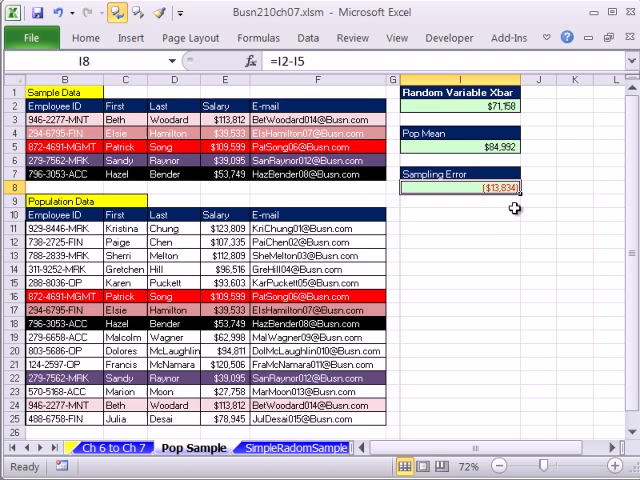 Busn210ch07.xlsm - Microsoft Excel
File Home Insert Page Layout Formulas Data Review View Developer Add-Ins
I8 fx =I2-I5
B C D E F G I J K L
1 Sample Data Random Variable Xbar
2 Employee ID First Last Salary E-mail $71,158
3 946-2277-MNT Beth Woodard $113,812 BetWoodard014@Busn.com
4 294-6795-FIN Elsie Hamilton $39,533 ElsHamilton07@Busn.com Pop Mean
5 872-4691-MGMT Patrick Song $109,599 PatSong06@Busn.com $84,992
6 279-7562-MRK Sandy Raynor $39,095 SanRaynor012@Busn.com
7 796-3053-ACC Hazel Bender $53,749 HazBender08@Busn.com Sampling Error
8 ($13,834)
9 Population Data
10 Employee ID First Last Salary E-mail
11 929-8446-MRK Kristina Chung $123,809 KriChung01@Busn.com
12 738-2725-FIN Paige Chen $107,335 PaiChen02@Busn.com
13 788-2839-MRK Sherri Melton $112,809 SheMelton03@Busn.com
14 311-9252-MRK Gretchen Hill $96,516 GreHill04@Busn.com
15 288-8036-OP Karen Puckett $93,603 KarPuckett05@Busn.com
16 872-4691-MGMT Patrick Song $109,599 PatSong06@Busn.com
17 294-6795-FIN Elsie Hamilton $39,533 ElsHamilton07@Busn.com
18 796-3053-ACC Hazel Bender $53,749 HazBender08@Busn.com
19 279-6658-ACC Malcolm Wagner $62,998 MalWagner09@Busn.com
20 803-5686-OP Dolores McLaughlin $94,811 DolMcLaughlin010@Busn.com
21 124-2597-OP Francis McNamara $120,506 FraMcNamara011@Busn.com
22 279-7562-MRK Sandy Raynor $39,095 SanRaynor012@Busn.com
23 570-5168-ACC Marion Moon $27,758 MarMoon013@Busn.com
24 946-2277-MNT Beth Woodard $113,812 BetWoodard014@Busn.com
25 488-6758-FIN Julia Desai $78,945 JulDesai015@Busn.com
26
Ch 6 to Ch 7 Pop Sample SimpleRadomSample
Ready 72%